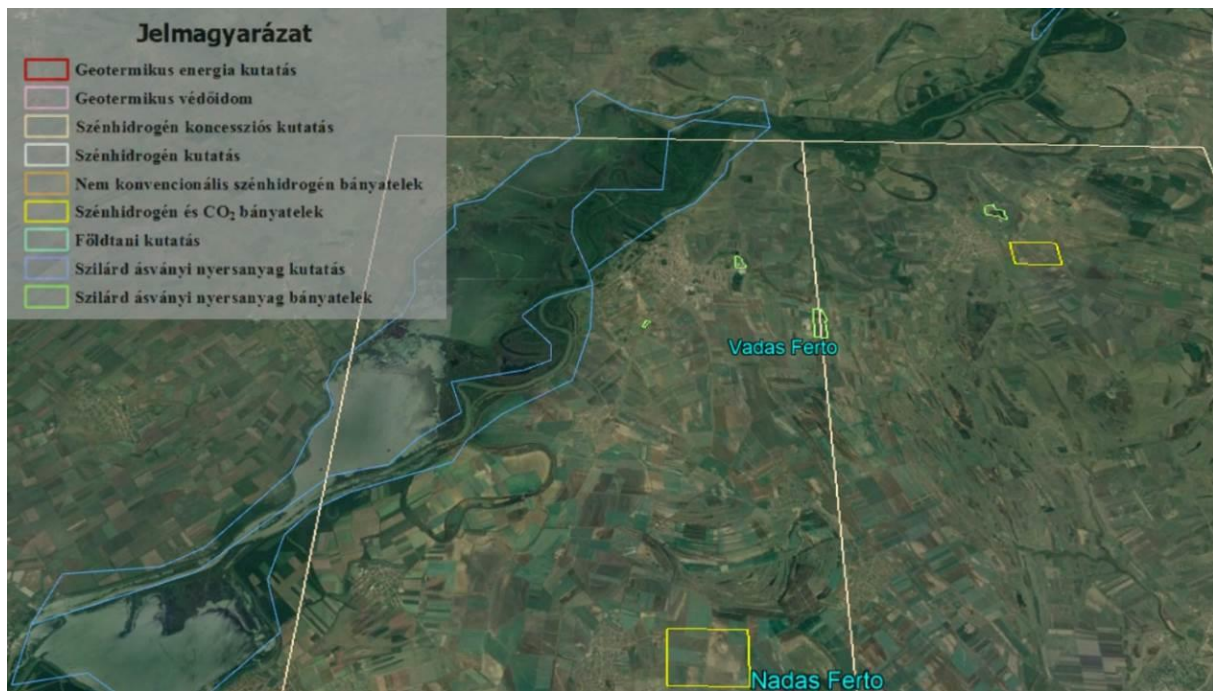 Jelmagyarázat
Geotermikus energia kutatás
Geotermikus védőidom
Szénhidrogén koncessziós kutatás
Szénhidrogén kutatás
Nem konvencionális szénhidrogén bányatelek
Szénhidrogén és CO₂ bányatelek
Földtani kutatás
Szilárd ásványi nyersanyag kutatás
Szilárd ásványi nyersanyag bányatelek
Vadas Ferto
Nadas Ferto